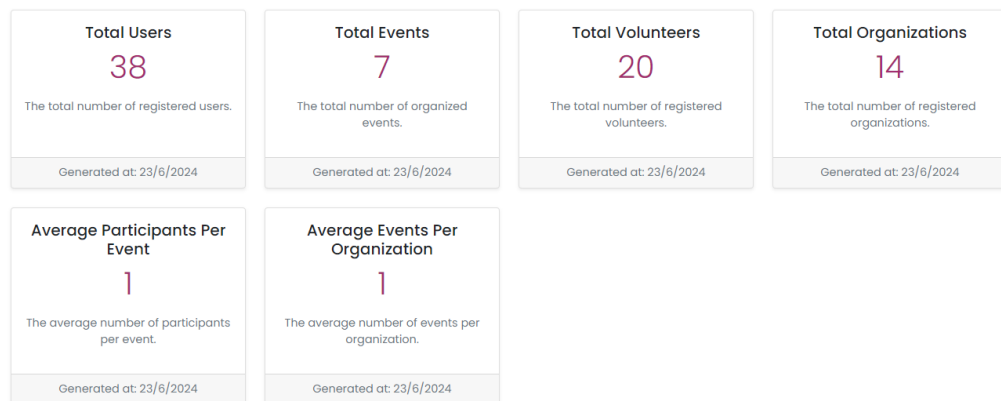 Total Users
38
The total number of registered users.
Generated at: 23/6/2024
Total Events
7
The total number of organized
events.
Generated at: 23/6/2024
Total Volunteers
20
The total number of registered
volunteers.
Generated at: 23/6/2024
Total Organizations
14
The total number of registered
organizations.
Generated at: 23/6/2024
Average Participants Per
Event
1
The average number of participants
per event.
Generated at: 23/6/2024
Average Events Per
Organization
1
The average number of events per
organization.
Generated at: 23/6/2024